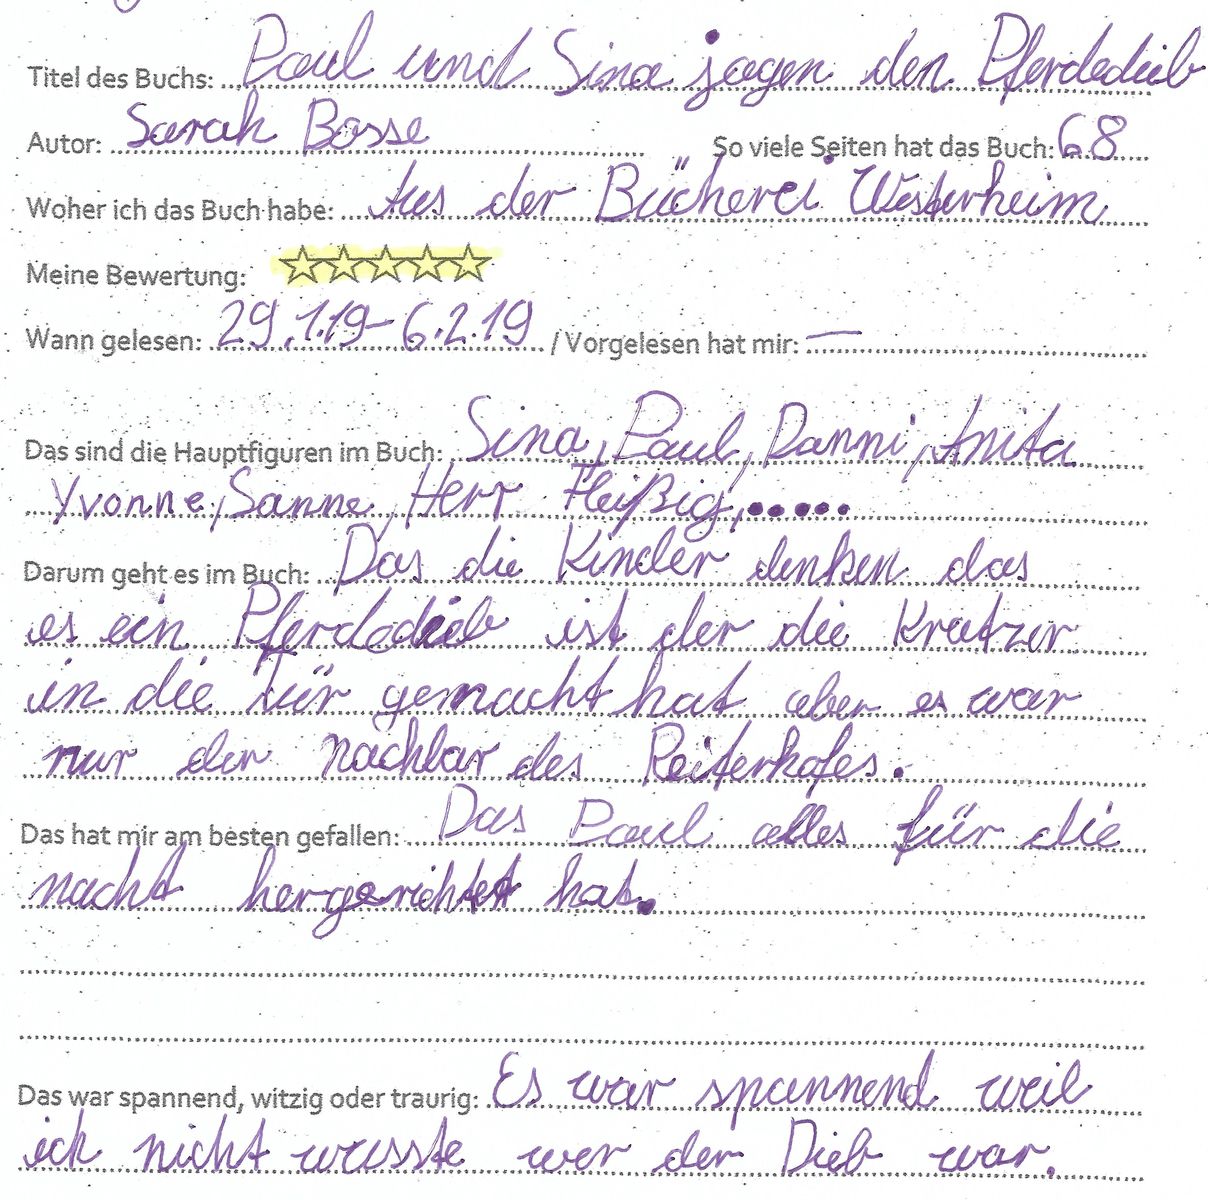 Titel des Buchs: Paul und Sina jagen den Pferdedieb
Autor: Sarah Bosse So viele Seiten hat das Buch: 68
Woher ich das Buch habe: Aus der Bücherei Westerheim
Meine Bewertung: ☆☆☆☆☆
Wann gelesen: 29.1.19-6.2.19 / Vorgelesen hat mir: —
Das sind die Hauptfiguren im Buch: Sina, Paul, Danni, Anita
Yvonne, Sanne, Herr Fleißig,.....
Darum geht es im Buch: Das die Kinder denken das
es ein Pferdedieb ist der die Kratzer
in die Tür gemacht hat aber es war
nur der Nachbar des Reiterhofes.
Das hat mir am besten gefallen: Das Paul alles für die
nacht hergerichtet hat.
Das war spannend, witzig oder traurig: Es war spannend weil
ich nicht wusste wer der Dieb war.